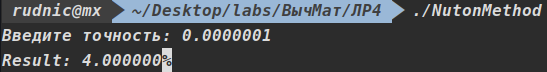 rudnic@mx ~/Desktop/labs/ВычМат/ЛР4 ./NutonMethod
Введите точность: 0.0000001
Result: 4.000000%